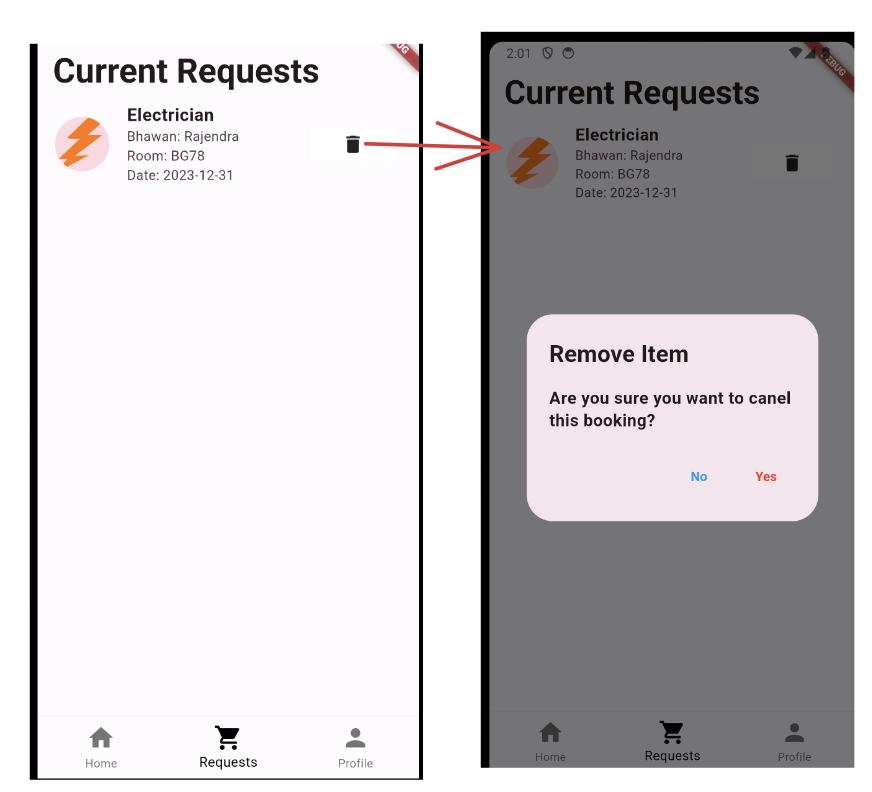 Current Requests
Electrician
Bhawan: Rajendra
Room: BG78
Date: 2023-12-31
Home
Requests
Profile
2:01
Current Requests
Electrician
Bhawan: Rajendra
Room: BG78
Date: 2023-12-31
Remove Item
Are you sure you want to canel
this booking?
No
Yes
Home
Requests
Profile